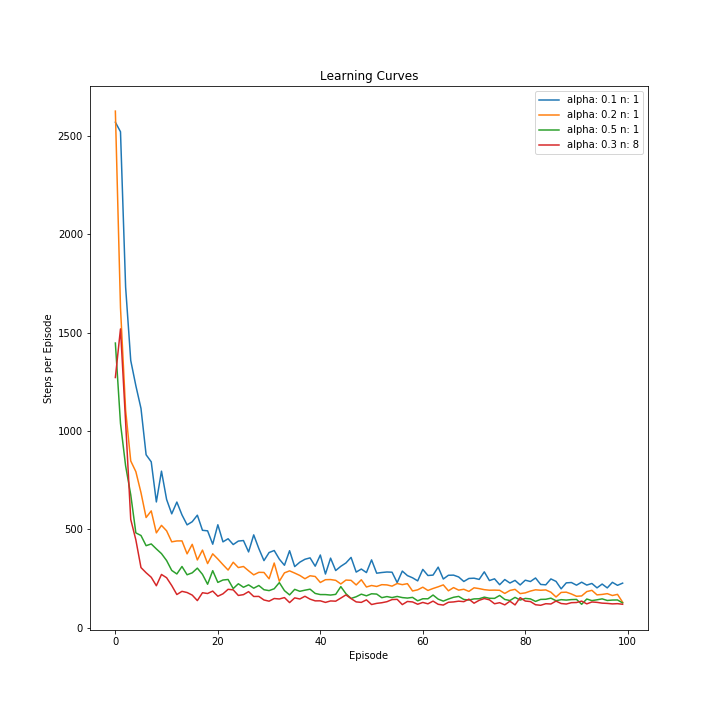 Learning Curves
alpha: 0.1 n: 1
alpha: 0.2 n: 1
alpha: 0.5 n: 1
alpha: 0.3 n: 8
Steps per Episode
2500
2000
1500
1000
500
0
0 20 40 60 80 100
Episode